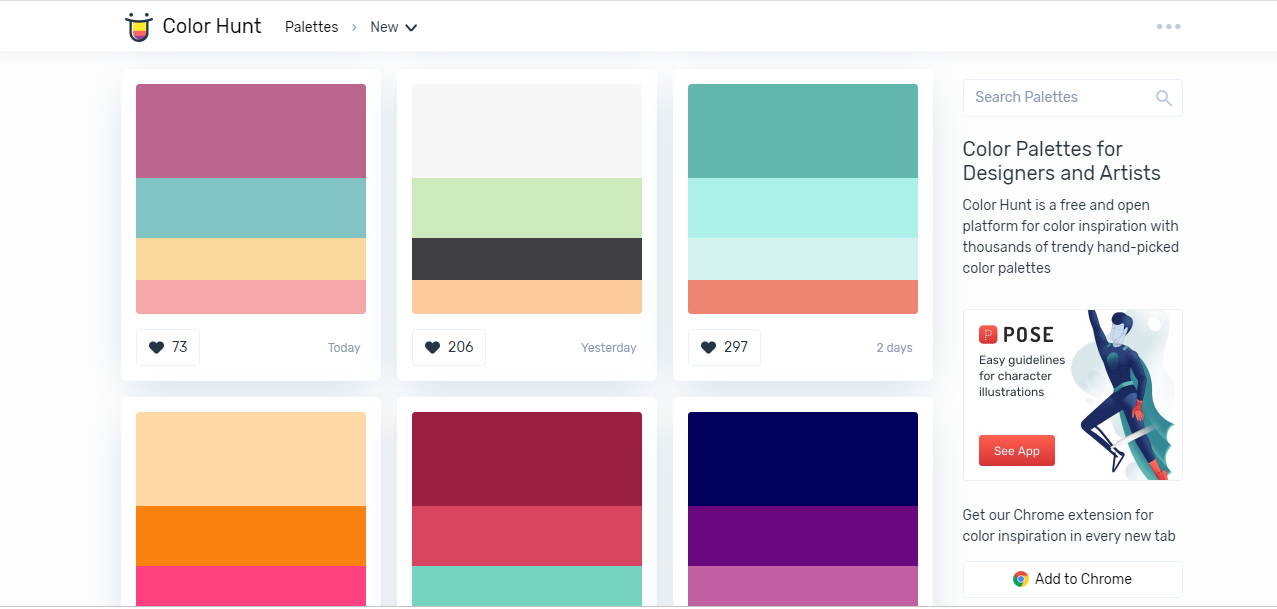 Color Hunt
Palettes › New
73
Today
206
Yesterday
297
2 days
Search Palettes
Color Palettes for
Designers and Artists
Color Hunt is a free and open
platform for color inspiration with
thousands of trendy hand-picked
color palettes
P POSE
Easy guidelines
for character
illustrations
See App
Get our Chrome extension for
color inspiration in every new tab
Add to Chrome